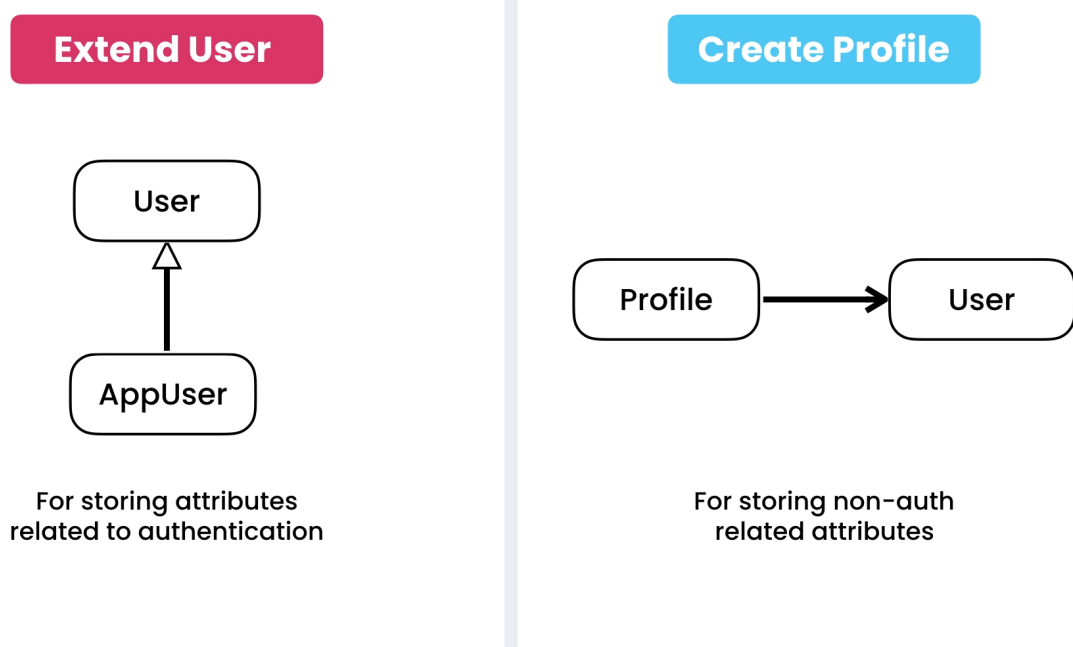 Extend User
User
AppUser
For storing attributes
related to authentication
Create Profile
Profile
User
For storing non-auth
related attributes